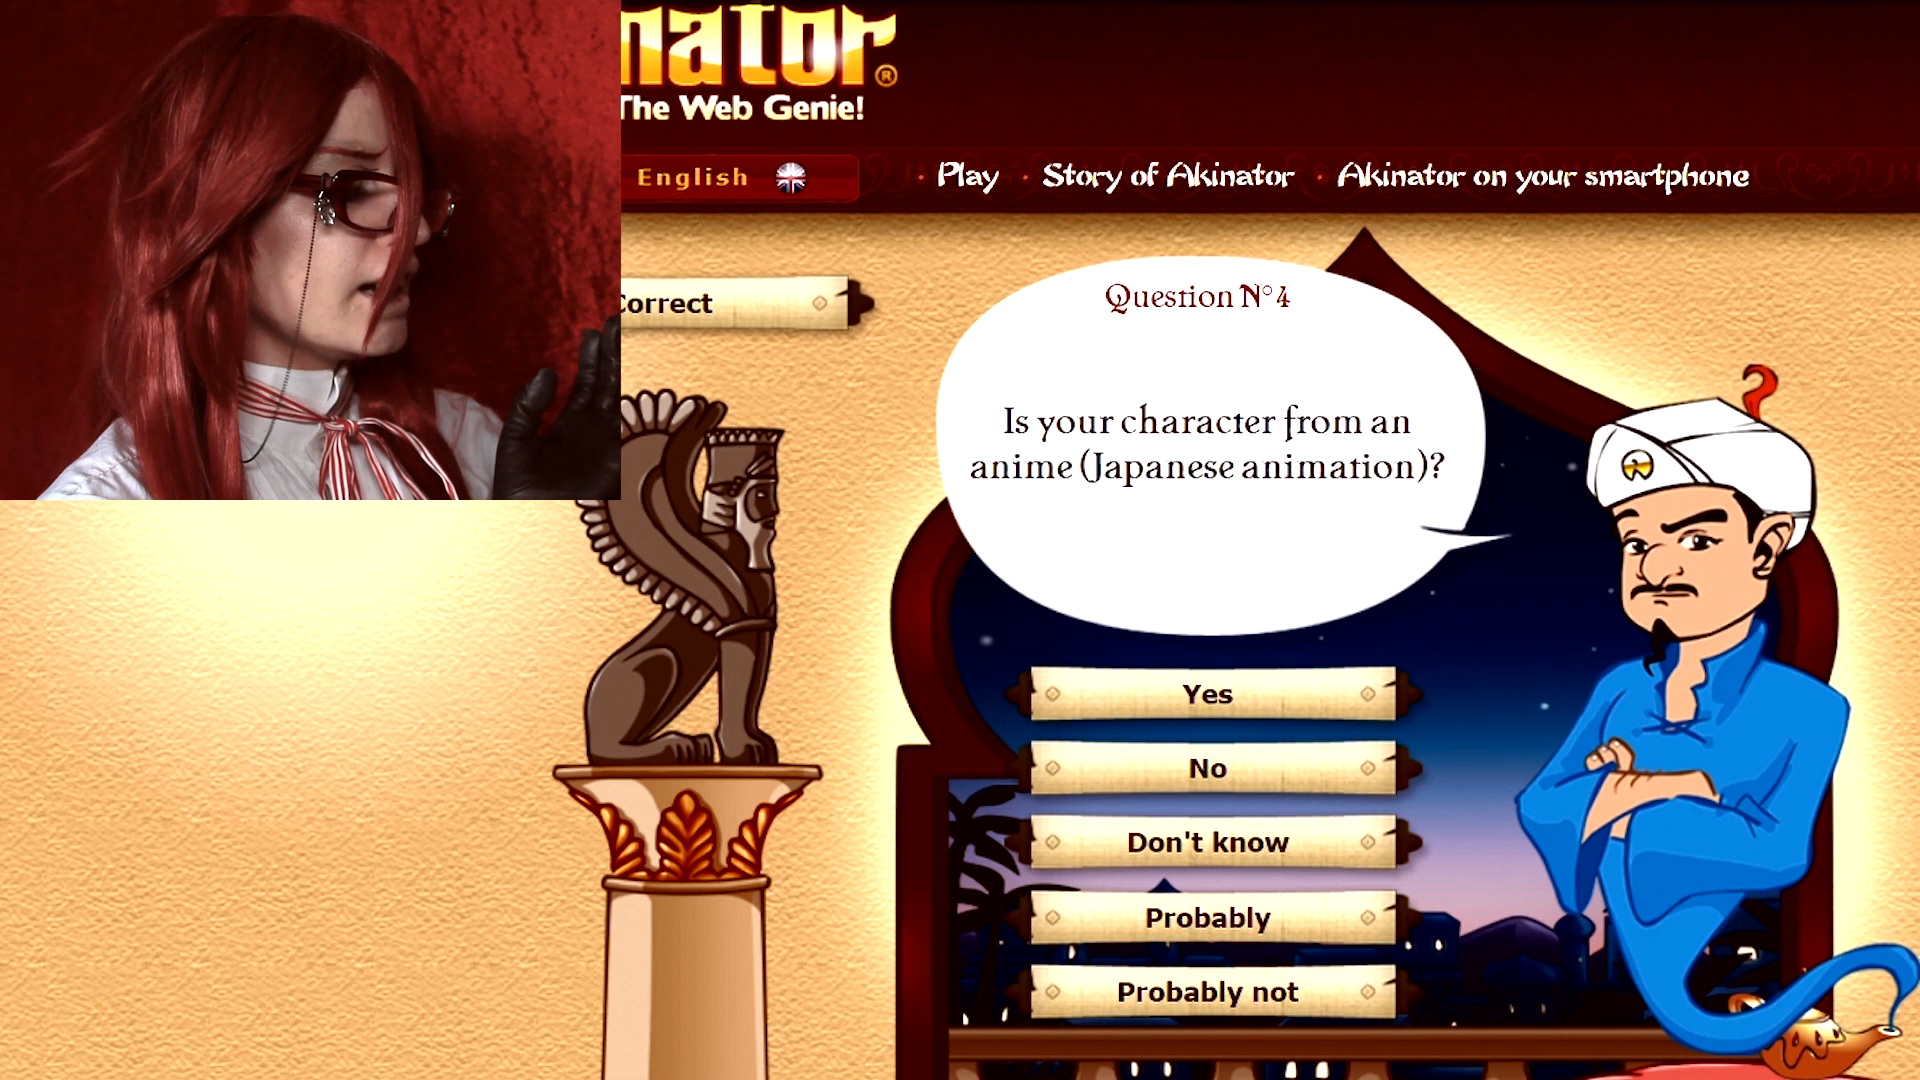 nator®
The Web Genie!
English
Play
Story of Akinator
Akinator on your smartphone
Correct
Question N°4
Is your character from an
anime (Japanese animation)?
Yes
No
Don't know
Probably
Probably not